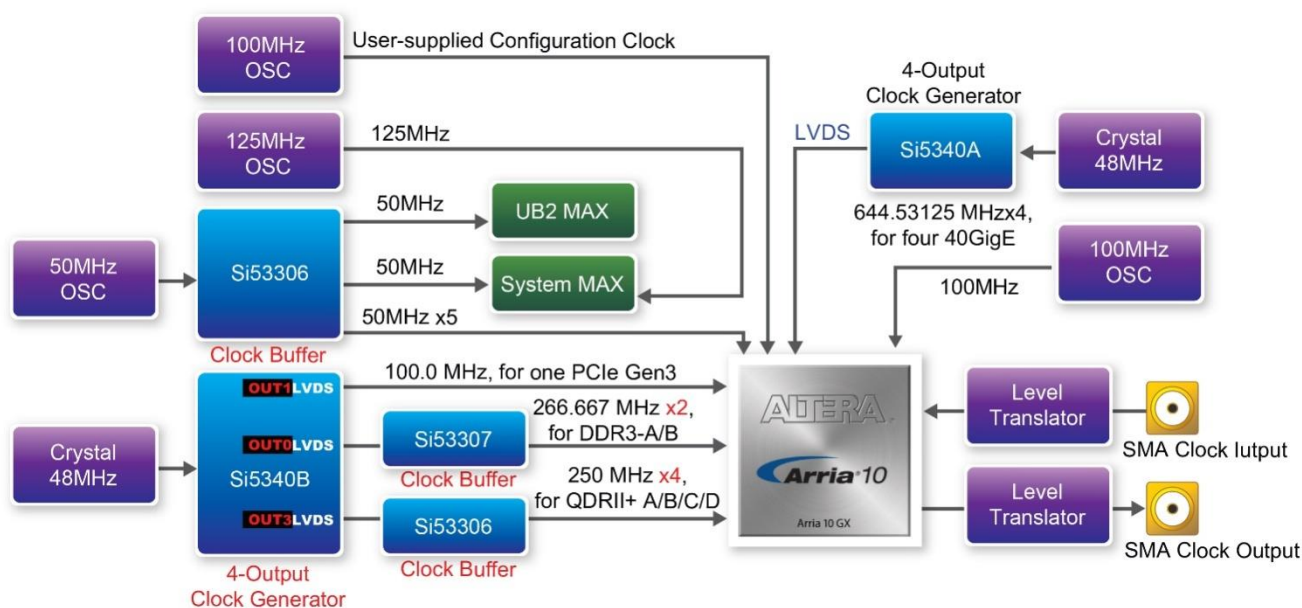 100MHz
OSC
User-supplied Configuration Clock
125MHz
OSC
125MHz
50MHz
OSC
Si53306
Clock Buffer
50MHz
UB2 MAX
50MHz
System MAX
50MHz x5
4-Output
Clock Generator
LVDS
Si5340A
Crystal
48MHz
644.53125 MHzx4,
for four 40GigE
100MHz
OSC
100MHz
Crystal
48MHz
OUT1LVDS
OUT0LVDS
Si5340B
OUT3LVDS
4-Output
Clock Generator
100.0 MHz, for one PCIe Gen3
Si53307
Clock Buffer
266.667 MHz x2,
for DDR3-A/B
Si53306
Clock Buffer
250 MHz x4,
for QDRII+ A/B/C/D
ALTERA
Arria 10
Arria 10 GX
Level
Translator
SMA Clock Iutput
Level
Translator
SMA Clock Output